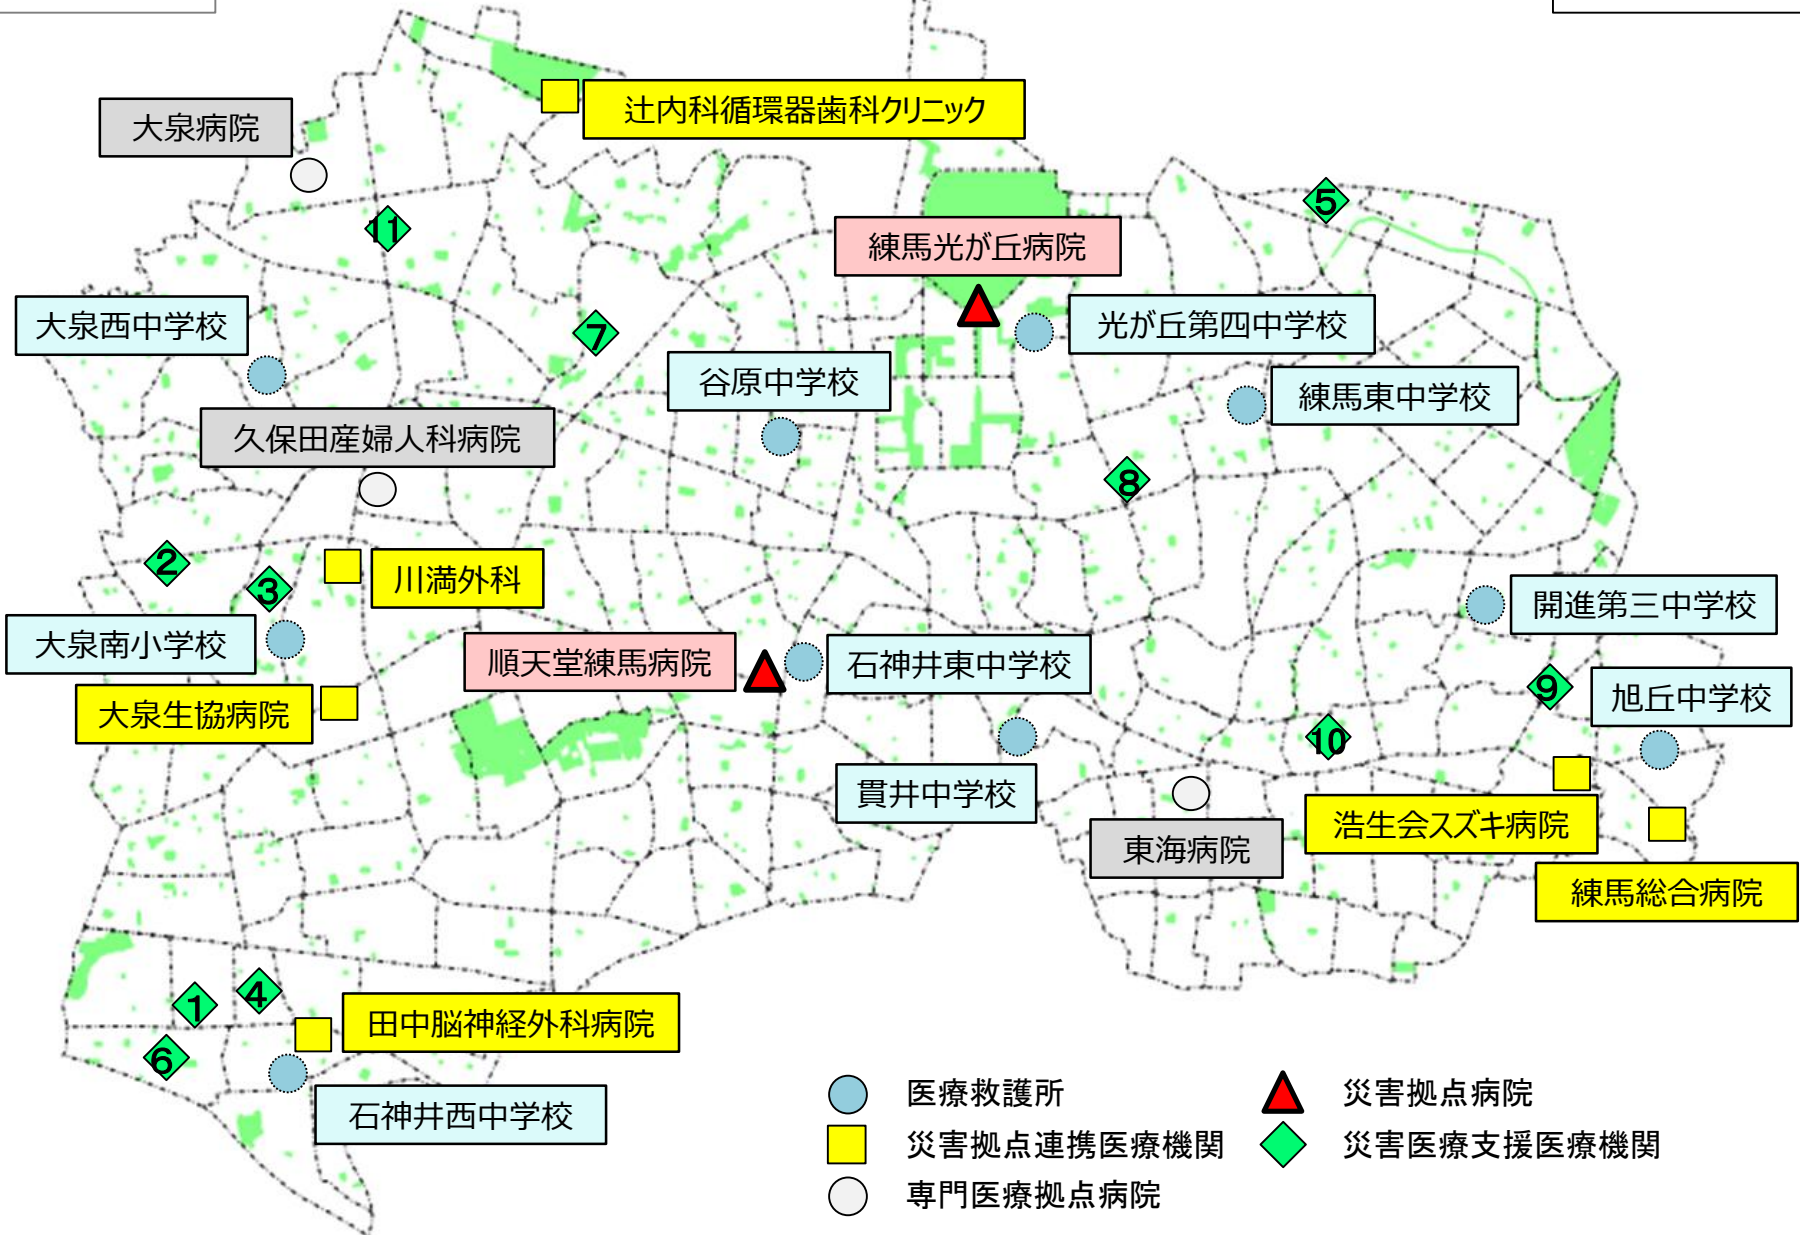 辻内科循環器歯科クリニック
大泉病院
5
11
練馬光が丘病院
大泉西中学校
7
光が丘第四中学校
谷原中学校
練馬東中学校
久保田産婦人科病院
8
2
3
川満外科
開進第三中学校
大泉南小学校
順天堂練馬病院
石神井東中学校
9
旭丘中学校
大泉生協病院
10
貫井中学校
浩生会スズキ病院
東海病院
練馬総合病院
1
4
田中脳神経外科病院
6
石神井西中学校
医療救護所
災害拠点病院
災害拠点連携医療機関
災害医療支援医療機関
専門医療拠点病院